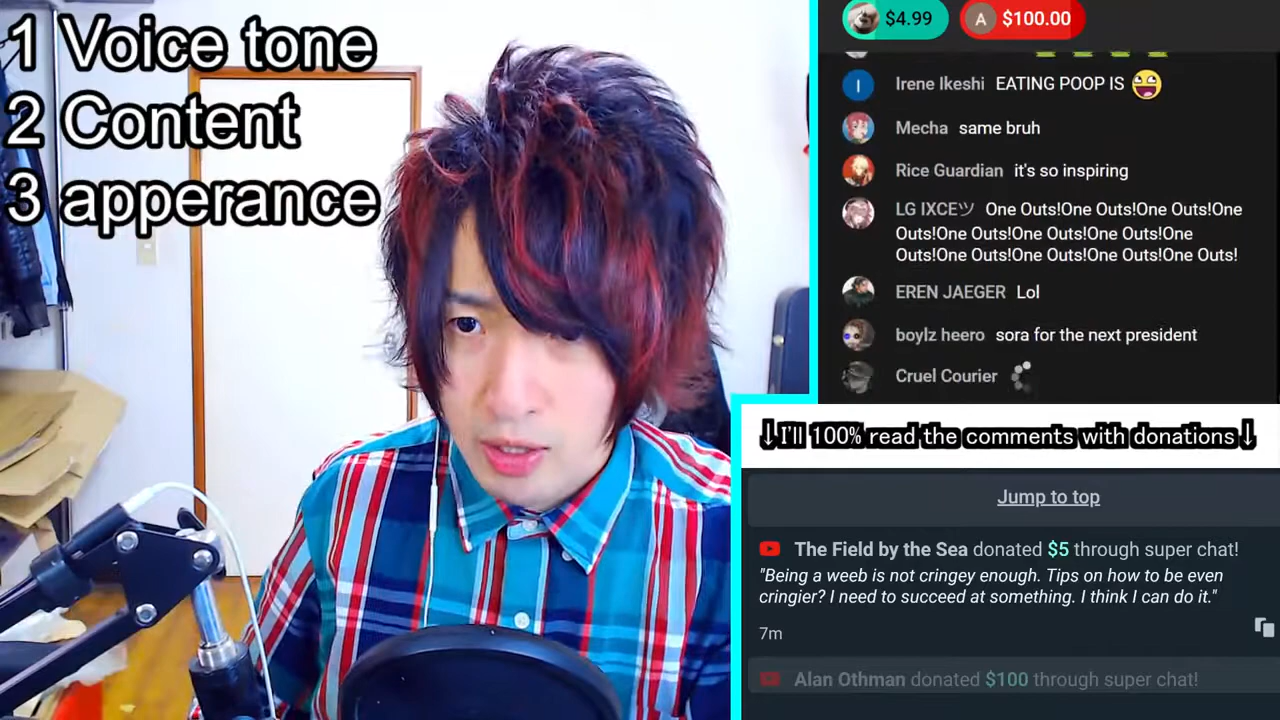 1 Voice tone
2 Content
3 apperance
$4.99
A $100.00
I Irene Ikeshi EATING POOP IS
Mecha same bruh
Rice Guardian it's so inspiring
LG IXCEツ One Outs!One Outs!One Outs!One
Outs!One Outs!One Outs!One Outs!One
Outs!One Outs!One Outs!One Outs!One Outs!
EREN JAEGER Lol
boylz heero sora for the next president
Cruel Courier
↓I'll 100% read the comments with donations↓
Jump to top
The Field by the Sea donated $5 through super chat!
"Being a weeb is not cringey enough. Tips on how to be even
cringier? I need to succeed at something. I think I can do it."
7m
Alan Othman donated $100 through super chat!